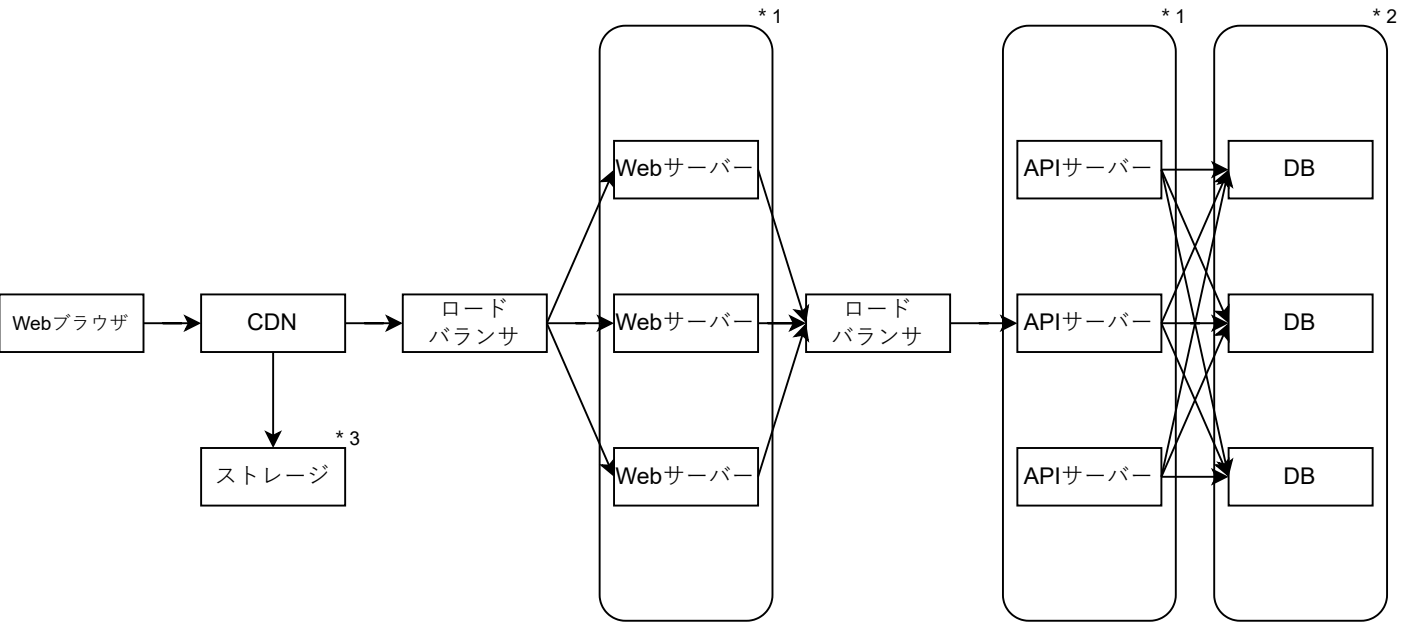 * 1
* 1
* 2
Webサーバー
APIサーバー
DB
Webブラウザ
CDN
ロード
バランサ
Webサーバー
ロード
バランサ
APIサーバー
DB
* 3
ストレージ
Webサーバー
APIサーバー
DB